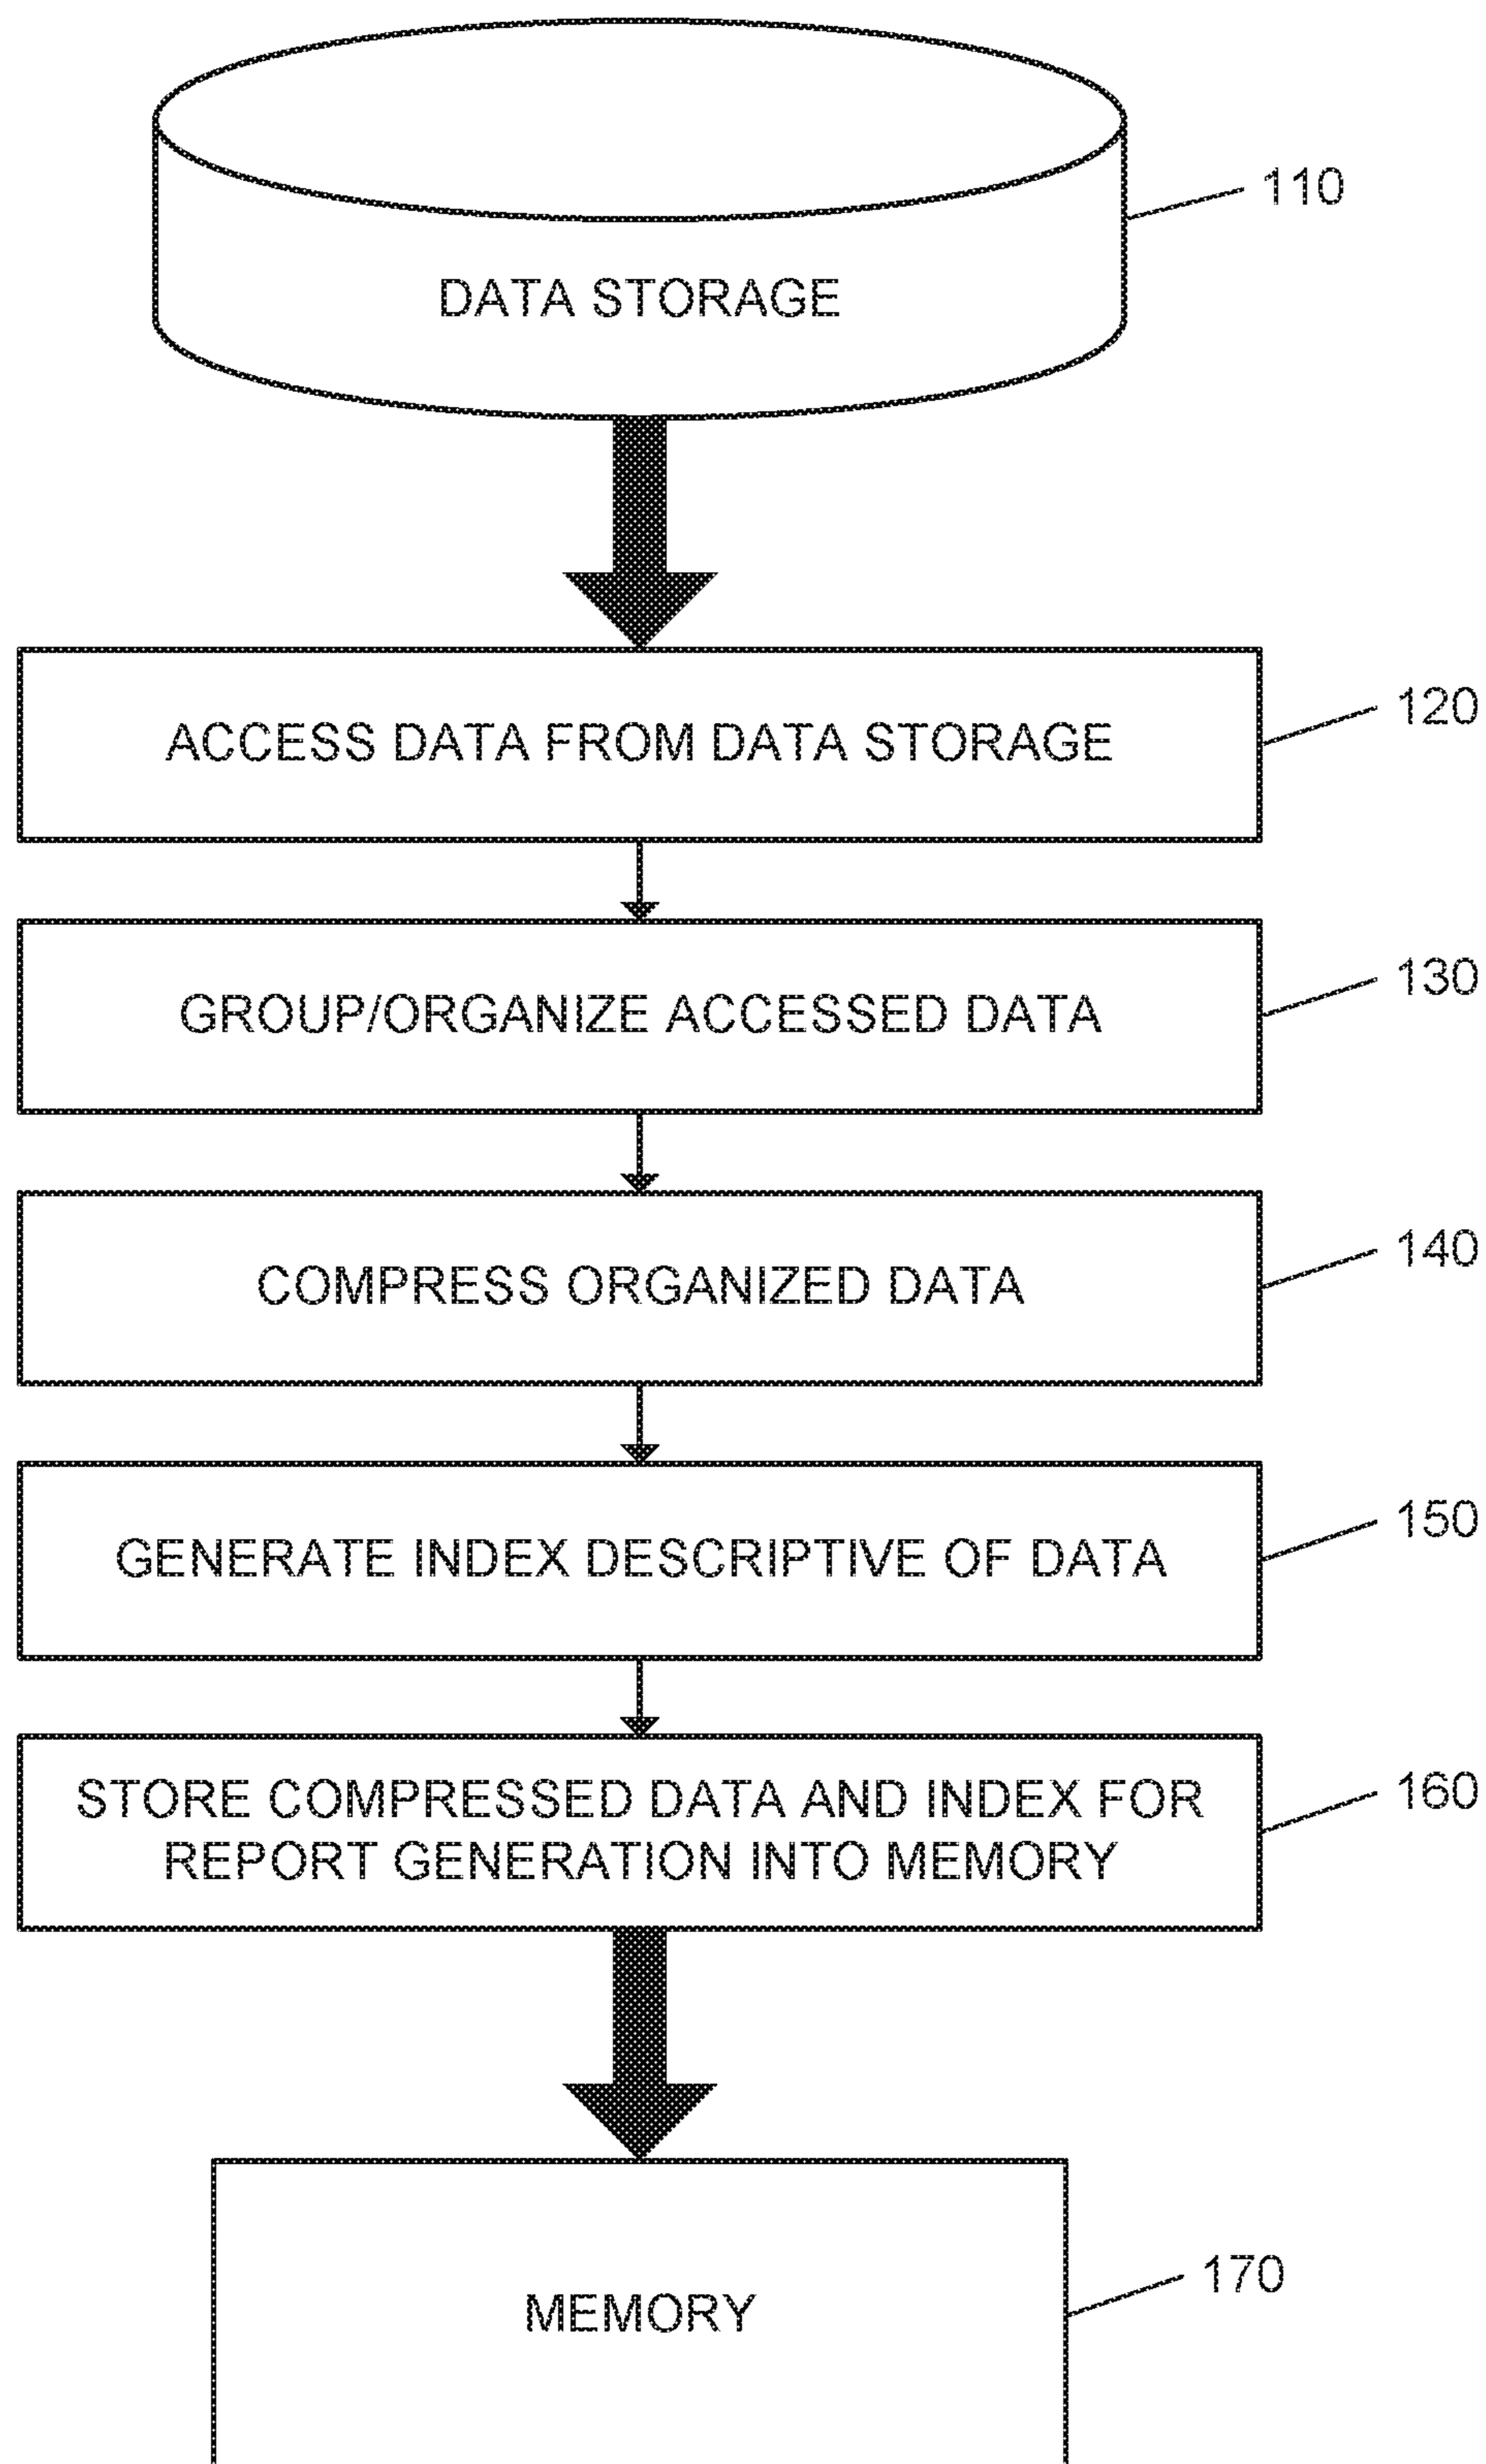 110
DATA STORAGE
ACCESS DATA FROM DATA STORAGE
120
GROUP/ORGANIZE ACCESSED DATA
130
COMPRESS ORGANIZED DATA
140
GENERATE INDEX DESCRIPTIVE OF DATA
150
STORE COMPRESSED DATA AND INDEX FOR
REPORT GENERATION INTO MEMORY
160
MEMORY
170